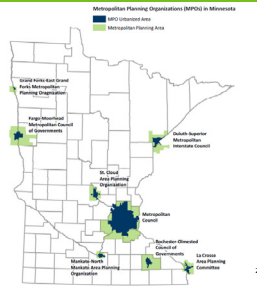 Metropolitan Planning Organizations (MPOs) in Minnesota
MPO Urbanized Area
Metropolitan Planning Area
Grand Forks-East Grand
Forks Metropolitan
Planning Organization
Fargo-Moorhead
Metropolitan Council
of Governments
Duluth-Superior
Metropolitan
Interstate Council
St. Cloud
Area Planning
Organization
Metropolitan
Council
Rochester-Olmsted
Council of
Governments
La Crosse
Area Planning
Committee
Mankato-North
Mankato Area Planning
Organization
2